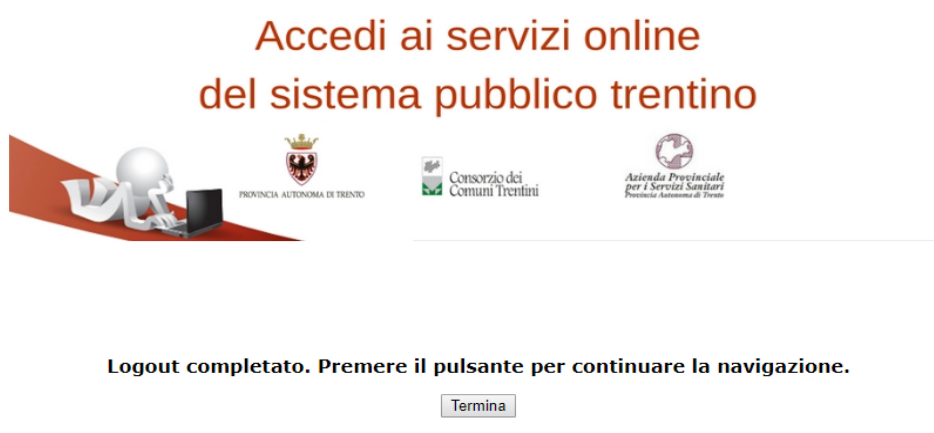 Accedi ai servizi online
del sistema pubblico trentino
PROVINCIA AUTONOMA DI TRENTO
Consorzio dei
Comuni Trentini
Azienda Provinciale
per i Servizi Sanitari
Provincia Autonoma di Trento
Logout completato. Premere il pulsante per continuare la navigazione.
Termina